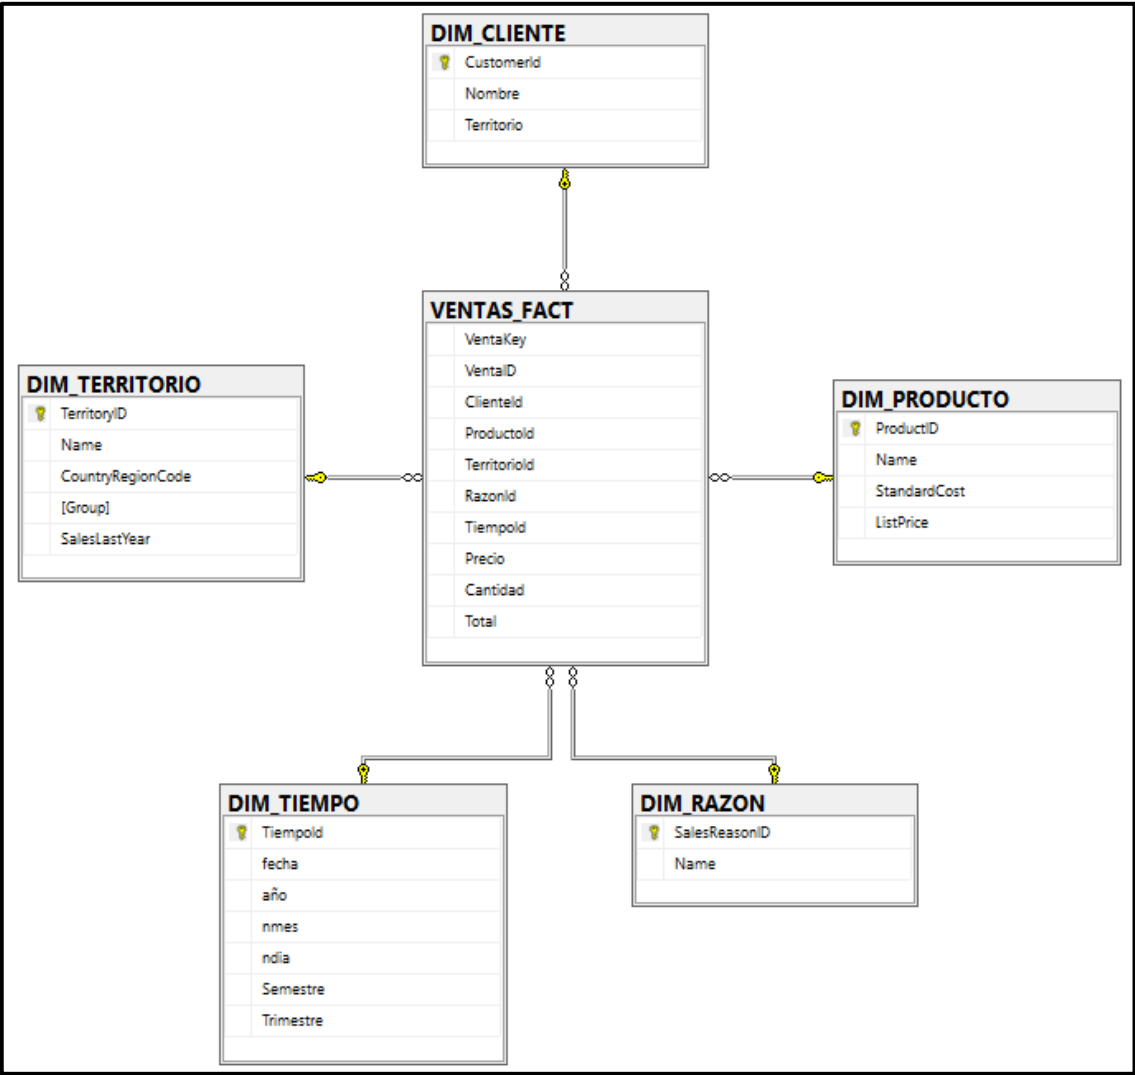 DIM_CLIENTE
CustomerId
Nombre
Territorio
VENTAS_FACT
VentaKey
VentaID
ClienteId
ProductoId
TerritorioId
RazonId
TiempoId
Precio
Cantidad
Total
DIM_TERRITORIO
TerritoryID
Name
CountryRegionCode
[Group]
SalesLastYear
DIM_PRODUCTO
ProductID
Name
StandardCost
ListPrice
DIM_TIEMPO
TiempoId
fecha
año
nmes
ndia
Semestre
Trimestre
DIM_RAZON
SalesReasonID
Name